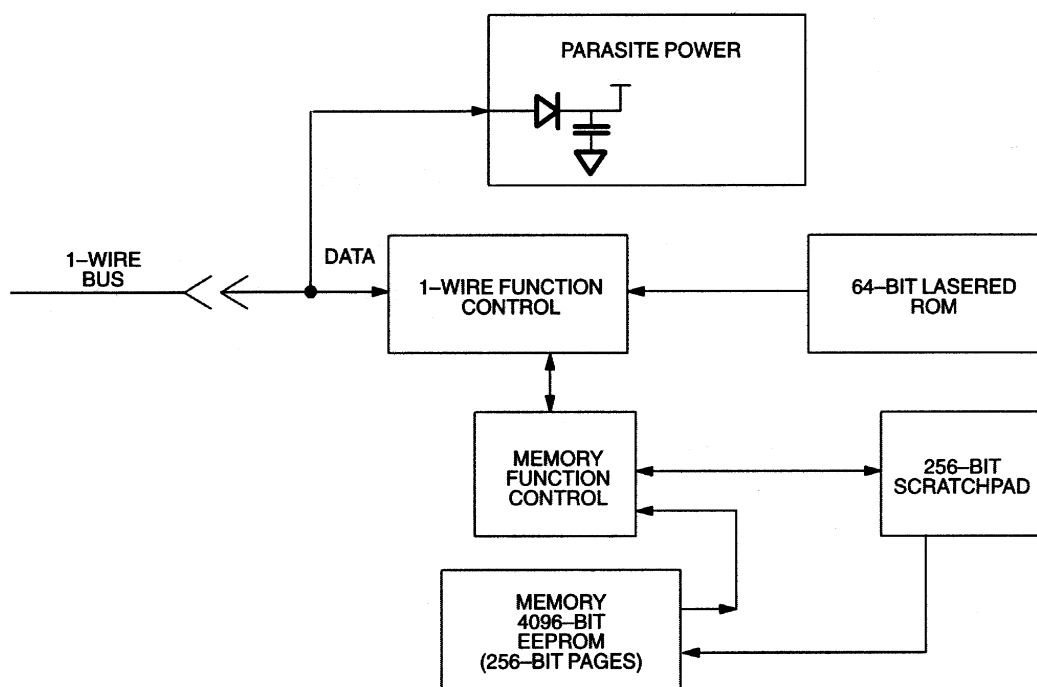 PARASITE POWER
1–WIRE
BUS
DATA
1–WIRE FUNCTION
CONTROL
64–BIT LASERED
ROM
MEMORY
FUNCTION
CONTROL
256–BIT
SCRATCHPAD
MEMORY
4096–BIT
EEPROM
(256–BIT PAGES)